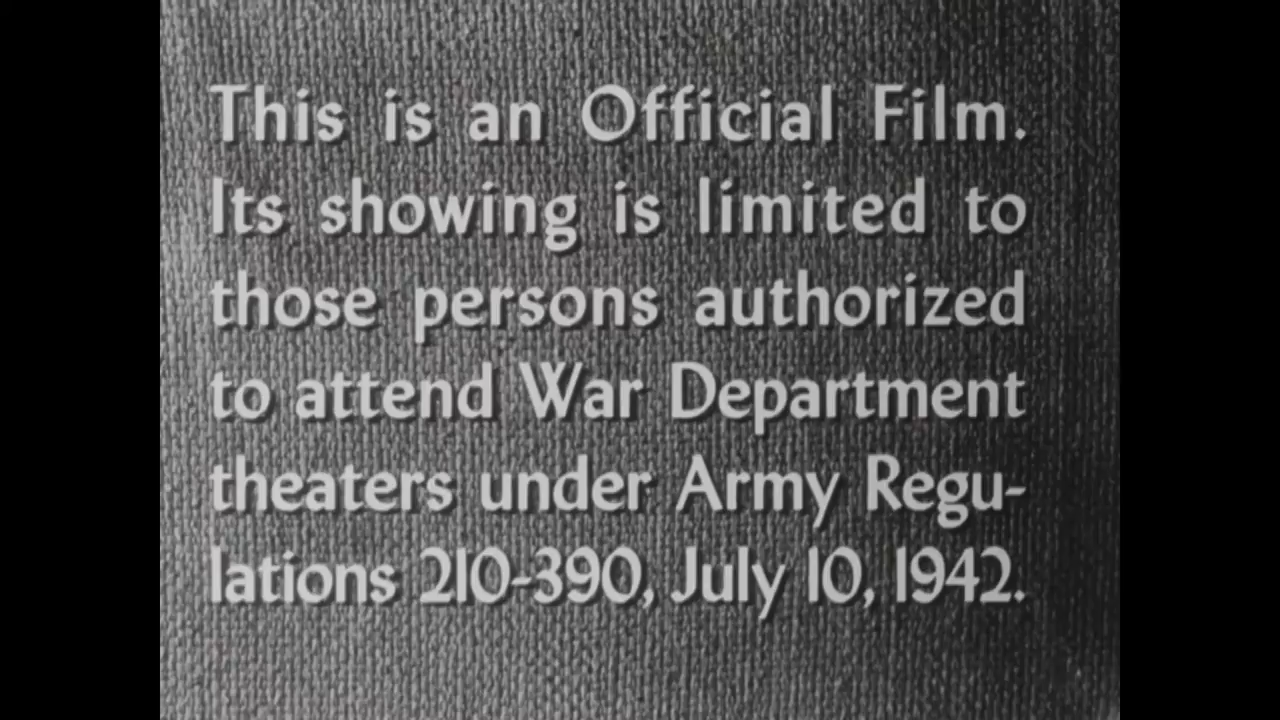 This is an Official Film.
Its showing is limited to
those persons authorized
to attend War Department
theaters under Army Regu-
lations 210-390, July 10, 1942.